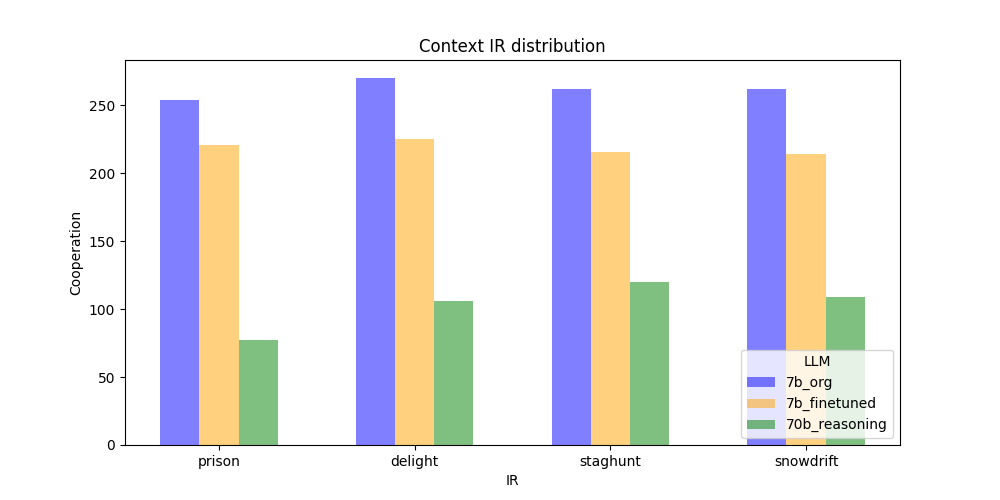 Context IR distribution
Cooperation
250
200
150
100
50
0
prison delight staghunt snowdrift
IR
LLM
7b_org
7b_finetuned
70b_reasoning